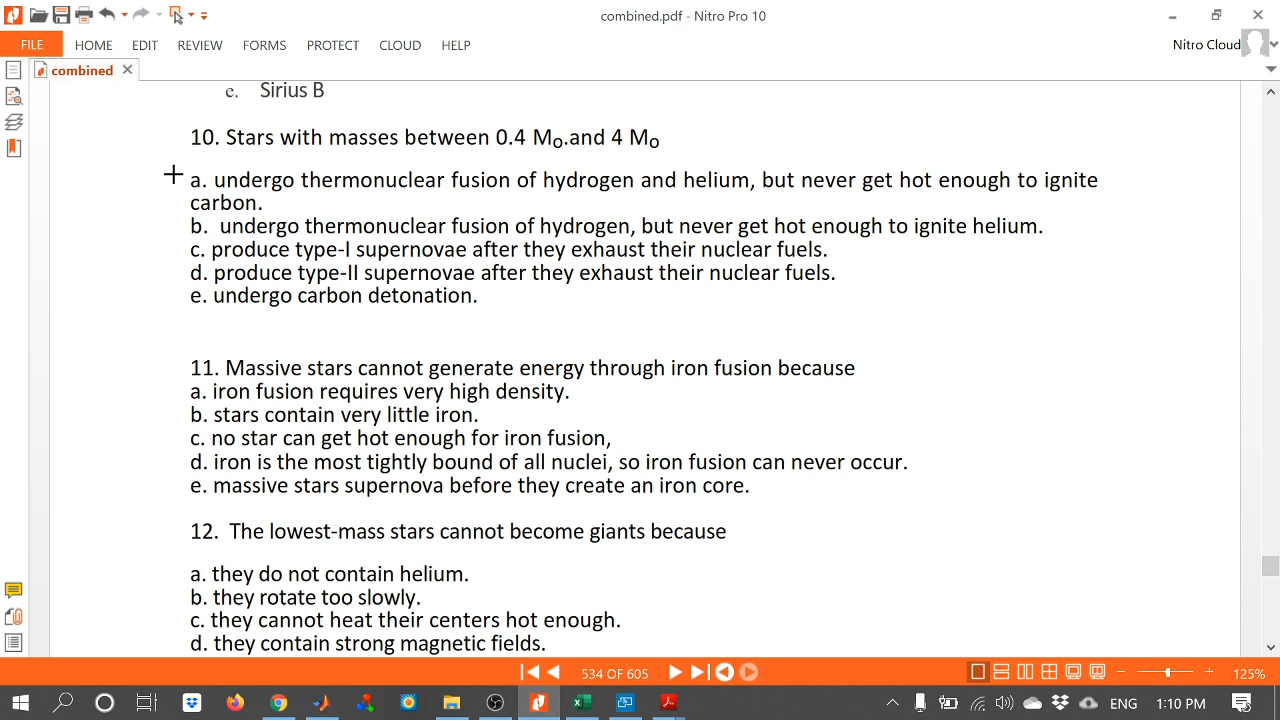 combined.pdf - Nitro Pro 10
FILE HOME EDIT REVIEW FORMS PROTECT CLOUD HELP Nitro Cloud
combined
e. Sirius B
10. Stars with masses between 0.4 Mo.and 4 Mo
a. undergo thermonuclear fusion of hydrogen and helium, but never get hot enough to ignite
carbon.
b. undergo thermonuclear fusion of hydrogen, but never get hot enough to ignite helium.
c. produce type-I supernovae after they exhaust their nuclear fuels.
d. produce type-II supernovae after they exhaust their nuclear fuels.
e. undergo carbon detonation.
11. Massive stars cannot generate energy through iron fusion because
a. iron fusion requires very high density.
b. stars contain very little iron.
c. no star can get hot enough for iron fusion,
d. iron is the most tightly bound of all nuclei, so iron fusion can never occur.
e. massive stars supernova before they create an iron core.
12. The lowest-mass stars cannot become giants because
a. they do not contain helium.
b. they rotate too slowly.
c. they cannot heat their centers hot enough.
d. they contain strong magnetic fields.
534 OF 605 125%
ENG 1:10 PM